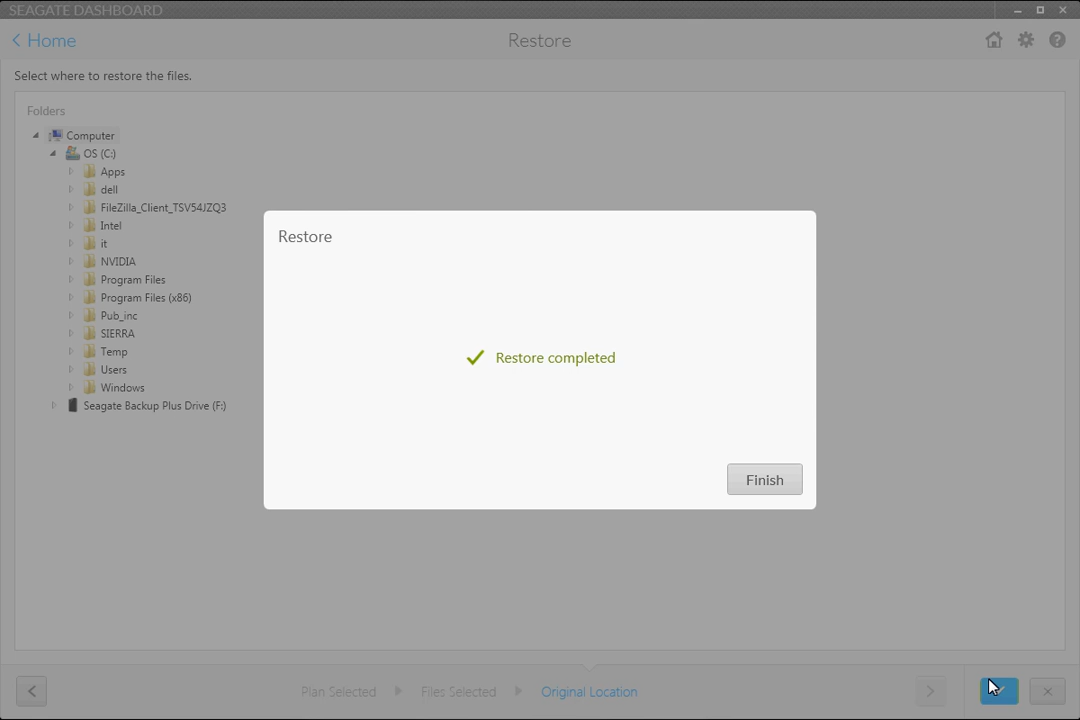 SEAGATE DASHBOARD
Home
Restore
Select where to restore the files.
Folders
Computer
OS (C:)
Apps
dell
FileZilla_Client_TSV54JZQ3
Intel
it
NVIDIA
Program Files
Program Files (x86)
Pub_inc
SIERRA
Temp
Users
Windows
Seagate Backup Plus Drive (F:)
Restore
Restore completed
Finish
Plan Selected
Files Selected
Original Location